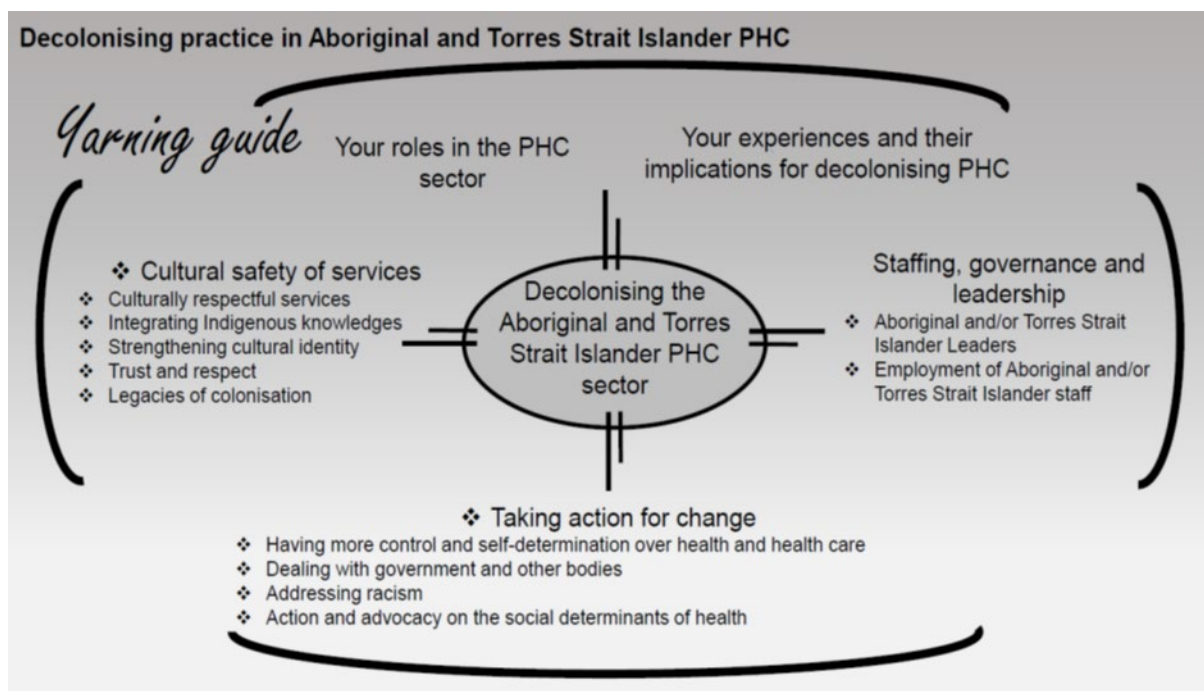 Decolonising practice in Aboriginal and Torres Strait Islander PHC
Yarning guide
Your roles in the PHC
sector
Your experiences and their
implications for decolonising PHC
❖ Cultural safety of services
❖ Culturally respectful services
❖ Integrating Indigenous knowledges
❖ Strengthening cultural identity
❖ Trust and respect
❖ Legacies of colonisation
Decolonising the
Aboriginal and Torres
Strait Islander PHC
sector
Staffing, governance and
leadership
❖ Aboriginal and/or Torres Strait
Islander Leaders
❖ Employment of Aboriginal and/or
Torres Strait Islander staff
❖ Taking action for change
❖ Having more control and self-determination over health and health care
❖ Dealing with government and other bodies
❖ Addressing racism
❖ Action and advocacy on the social determinants of health